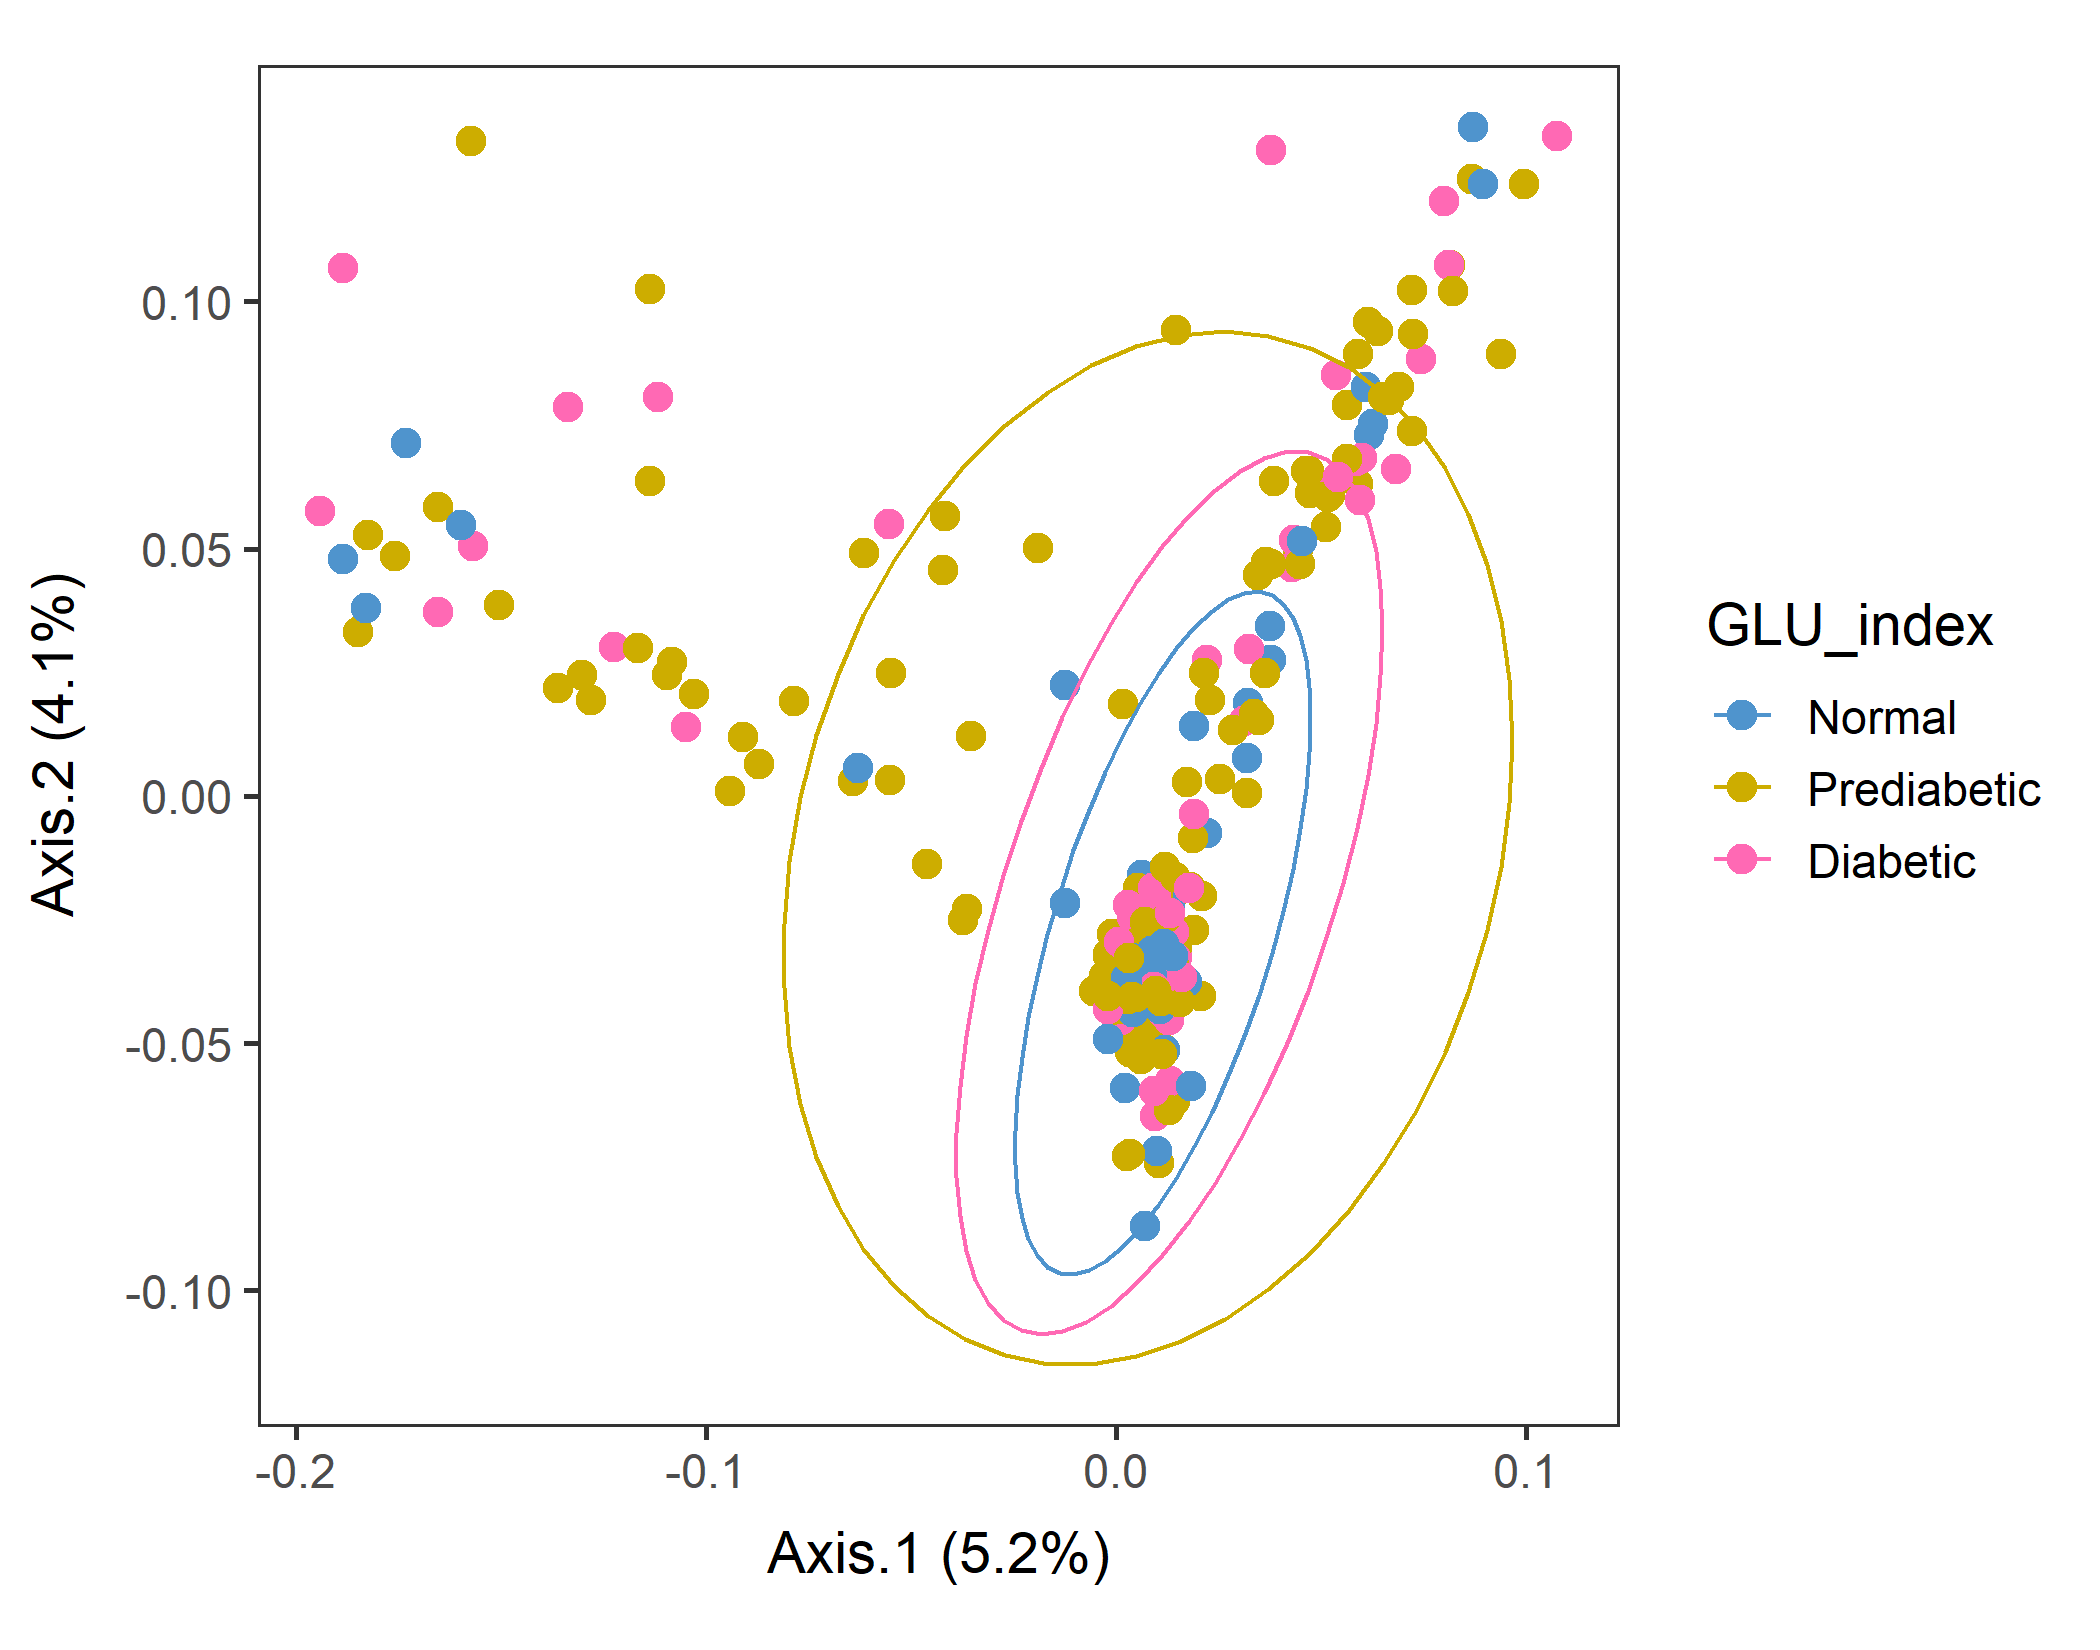 0.10
0.05
0.00
-0.05
-0.10
Axis.2 (4.1%)
-0.2
-0.1
0.0
0.1
Axis.1 (5.2%)
GLU_index
Normal
Prediabetic
Diabetic